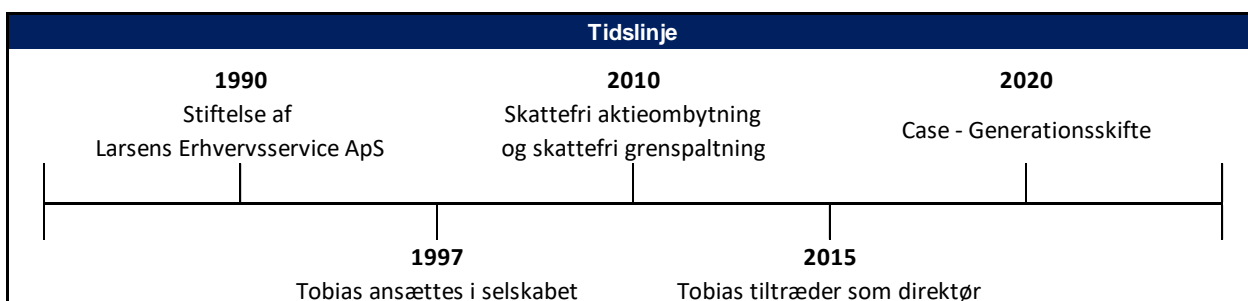 Tidslinje
1990
Stiftelse af
Larsens Erhvervsservice ApS
2010
Skattefri aktieombytning
og skattefri grenspaltning
2020
Case - Generationsskifte
1997
Tobias ansættes i selskabet
2015
Tobias tiltræder som direktør